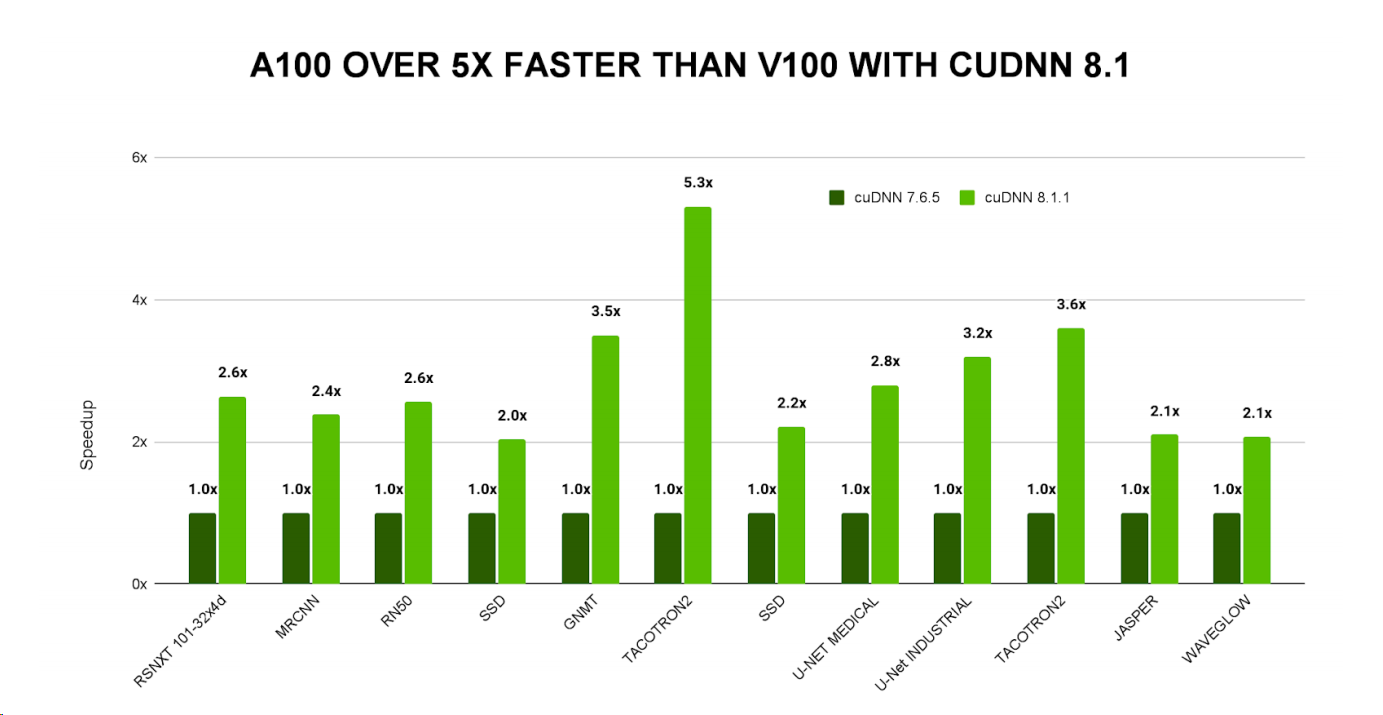 A100 OVER 5X FASTER THAN V100 WITH CUDNN 8.1
6x
5.3x
cuDNN 7.6.5
cuDNN 8.1.1
4x
3.6x
3.5x
3.2x
2.8x
2.6x
2.4x
2.6x
2.0x
2.2x
2.1x
2.1x
Speedup
2x
1.0x 1.0x 1.0x 1.0x 1.0x 1.0x 1.0x 1.0x 1.0x 1.0x 1.0x 1.0x
0x
RSNXT 101-32x4d
MRCNN
RN50
SSD
GNMT
TACOTRON2
SSD
U-NET MEDICAL
U-Net INDUSTRIAL
TACOTRON2
JASPER
WAVEGLOW